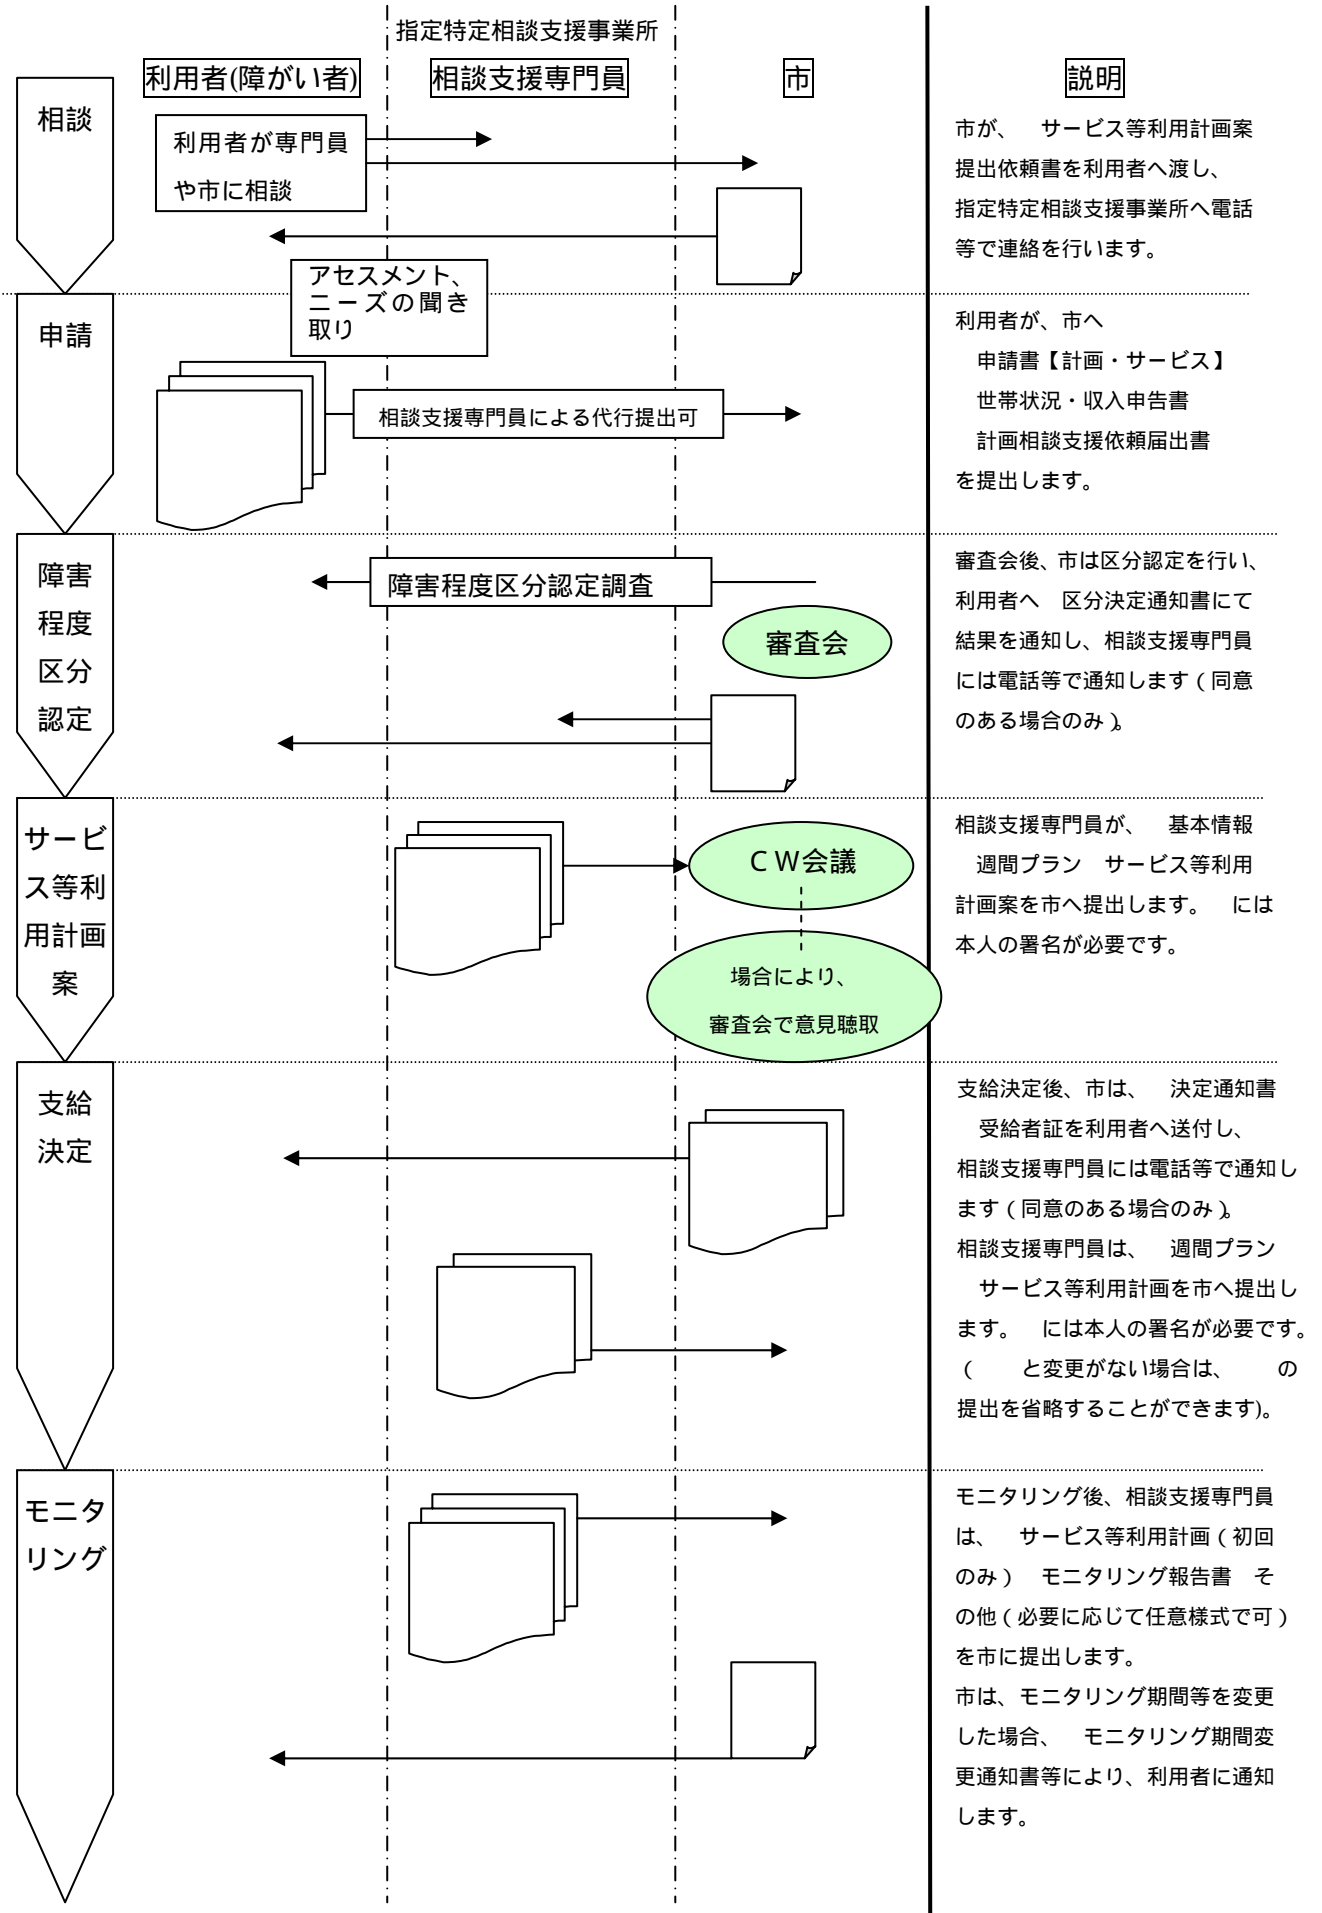 指定特定相談支援事業所
利用者(障がい者)
相談支援専門員
市
説明
相談
利用者が専門員
や市に相談
市が、　サービス等利用計画案
提出依頼書を利用者へ渡し、
指定特定相談支援事業所へ電話
等で連絡を行います。
アセスメント、
ニーズの聞き
取り
申請
相談支援専門員による代行提出可
利用者が、市へ
申請書【計画・サービス】
世帯状況・収入申告書
計画相談支援依頼届出書
を提出します。
障害
程度
区分
認定
障害程度区分認定調査
審査会
審査会後、市は区分認定を行い、
利用者へ　区分決定通知書にて
結果を通知し、相談支援専門員
には電話等で通知します（同意
のある場合のみ）。
サービ
ス等利
用計画
案
ＣＷ会議
場合により、
審査会で意見聴取
相談支援専門員が、　基本情報
週間プラン　サービス等利用
計画案を市へ提出します。　には
本人の署名が必要です。
支給
決定
支給決定後、市は、　決定通知書
受給者証を利用者へ送付し、
相談支援専門員には電話等で通知し
ます（同意のある場合のみ）。
相談支援専門員は、　週間プラン
サービス等利用計画を市へ提出し
ます。　には本人の署名が必要です。
（　　と変更がない場合は、　　の
提出を省略することができます)。
モニタ
リング
モニタリング後、相談支援専門員
は、　サービス等利用計画（初回
のみ）　モニタリング報告書　そ
の他（必要に応じて任意様式で可）
を市に提出します。
市は、モニタリング期間等を変更
した場合、　モニタリング期間変
更通知書等により、利用者に通知
します。